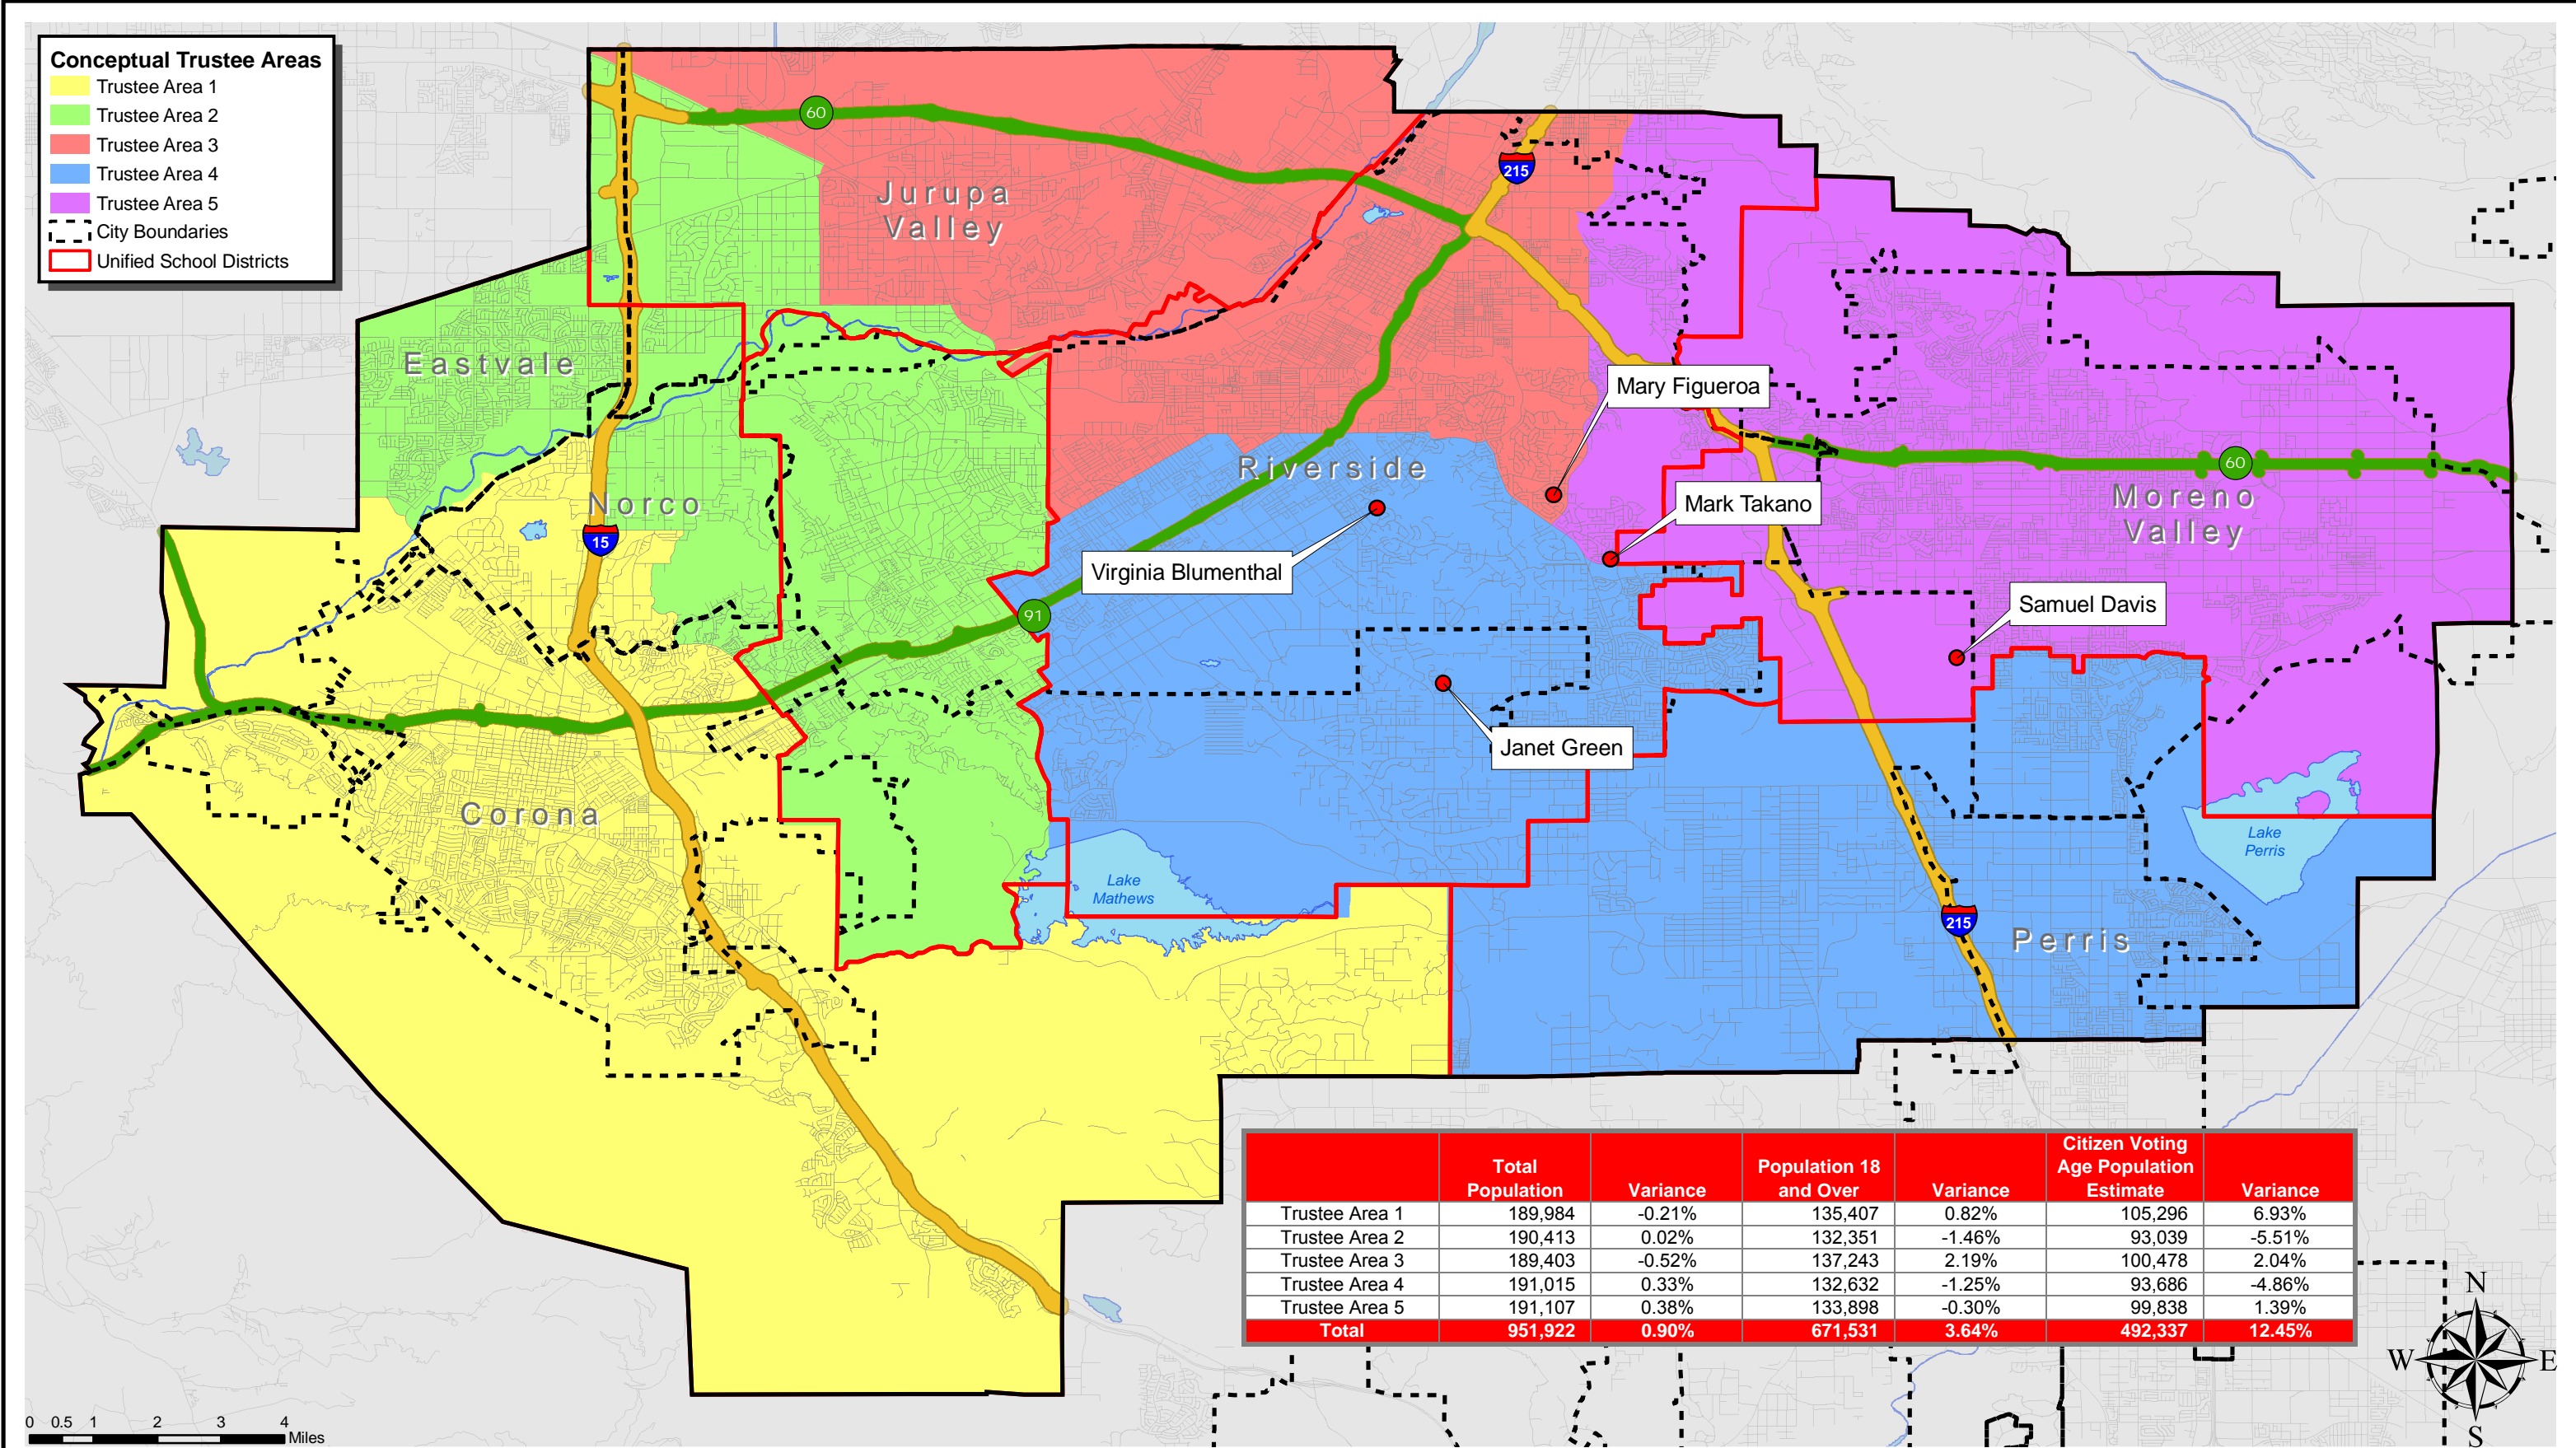 Conceptual Trustee Areas
Trustee Area 1
Trustee Area 2
Trustee Area 3
Trustee Area 4
Trustee Area 5
City Boundaries
Unified School Districts
60
215
Jurupa
Valley
Eastvale
Mary Figueroa
Riverside
60
Norco
Mark Takano
Moreno
Valley
15
Virginia Blumenthal
91
Samuel Davis
Janet Green
Corona
Lake
Perris
Lake
Mathews
215
Perris
Total Population Variance Population 18 and Over Variance Citizen Voting Age Population Estimate Variance
Trustee Area 1 189,984 -0.21% 135,407 0.82% 105,296 6.93%
Trustee Area 2 190,413 0.02% 132,351 -1.46% 93,039 -5.51%
Trustee Area 3 189,403 -0.52% 137,243 2.19% 100,478 2.04%
Trustee Area 4 191,015 0.33% 132,632 -1.25% 93,686 -4.86%
Trustee Area 5 191,107 0.38% 133,898 -0.30% 99,838 1.39%
Total 951,922 0.90% 671,531 3.64% 492,337 12.45%
N
W E
S
0 0.5 1 2 3 4
Miles